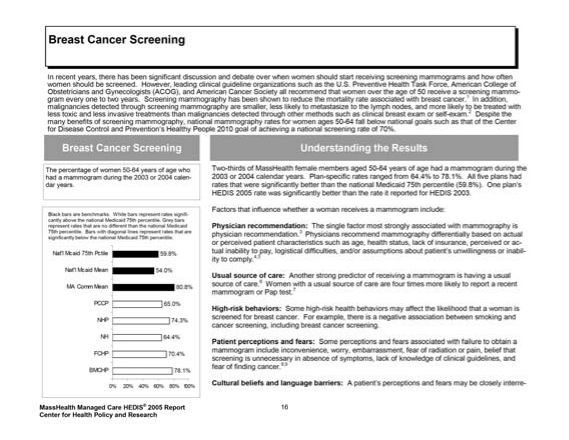 Breast Cancer Screening
In recent years, there has been significant discussion and debate over when women should start receiving screening mammograms and how often
women should be screened. However, leading clinical guideline organizations such as the U.S. Preventive Health Task Force, American College of
Obstetricians and Gynecologists (ACOG), and American Cancer Society all recommend that women over the age of 50 receive a screening mammo-
gram every one to two years. Screening mammography has been shown to reduce the mortality rate associated with breast cancer.1 In addition,
malignancies detected through screening mammography are smaller, less likely to metastasize to the lymph nodes, and more likely to be treated with
less toxic and less invasive treatments than malignancies detected through other methods such as clinical breast exam or self-exam.2 Despite the
many benefits of screening mammography, national mammography rates for women ages 50-64 fall below national goals such as that of the Center
for Disease Control and Prevention's Healthy People 2010 goal of achieving a national screening rate of 70%.
Breast Cancer Screening
The percentage of women 50-64 years of age who
had a mammogram during the 2003 or 2004 calen-
dar years.
Black bars are benchmarks. White bars represent rates signifi-
cantly above the national Medicaid 75th percentile. Grey bars
represent rates that are no different than the national Medicaid
75th percentile. Bars with diagonal lines represent rates that are
significantly below the national Medicaid 75th percentile.
Nat'l Mcaid 75th Pctile 59.8%
Nat'l Mcaid Mean 54.0%
MA Comm Mean 80.8%
PCCP 65.0%
NHP 74.3%
NH 64.4%
FCHP 70.4%
BMCHP 78.1%
0% 20% 40% 60% 80% 100%
Understanding the Results
Two-thirds of MassHealth female members aged 50-64 years of age had a mammogram during the
2003 or 2004 calendar years. Plan-specific rates ranged from 64.4% to 78.1%. All five plans had
rates that were significantly better than the national Medicaid 75th percentile (59.8%). One plan's
HEDIS 2005 rate was significantly better than the rate it reported for HEDIS 2003.
Factors that influence whether a woman receives a mammogram include:
Physician recommendation: The single factor most strongly associated with mammography is
physician recommendation.3 Physicians recommend mammography differentially based on actual
or perceived patient characteristics such as age, health status, lack of insurance, perceived or ac-
tual inability to pay, logistical difficulties, and/or assumptions about patient's unwillingness or inabil-
ity to comply.4,5
Usual source of care: Another strong predictor of receiving a mammogram is having a usual
source of care.6 Women with a usual source of care are four times more likely to report a recent
mammogram or Pap test.7
High-risk behaviors: Some high-risk health behaviors may affect the likelihood that a woman is
screened for breast cancer. For example, there is a negative association between smoking and
cancer screening, including breast cancer screening.
Patient perceptions and fears: Some perceptions and fears associated with failure to obtain a
mammogram include inconvenience, worry, embarrassment, fear of radiation or pain, belief that
screening is unnecessary in absence of symptoms, lack of knowledge of clinical guidelines, and
fear of finding cancer.
Cultural beliefs and language barriers: A patient's perceptions and fears may be closely interre-
MassHealth Managed Care HEDIS® 2005 Report 16
Center for Health Policy and Research